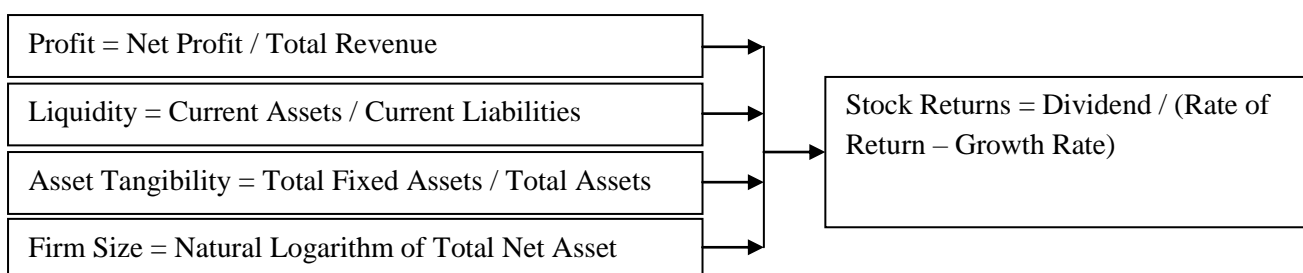 Profit = Net Profit / Total Revenue
Liquidity = Current Assets / Current Liabilities
Asset Tangibility = Total Fixed Assets / Total Assets
Firm Size = Natural Logarithm of Total Net Asset
Stock Returns = Dividend / (Rate of
Return – Growth Rate)